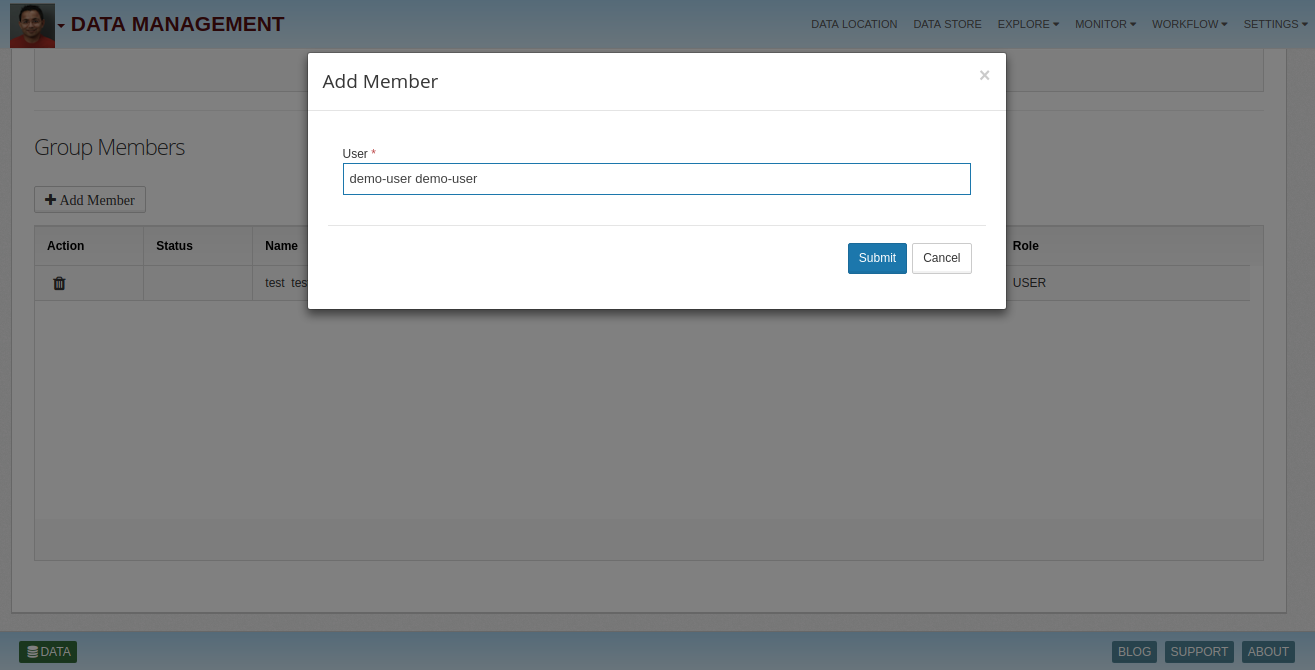 DATA MANAGEMENT
DATA LOCATION DATA STORE EXPLORE MONITOR WORKFLOW SETTINGS
Add Member
×
User *
demo-user demo-user
Submit Cancel
Group Members
Add Member
Action Status Name Role
test tes USER
DATA BLOG SUPPORT ABOUT